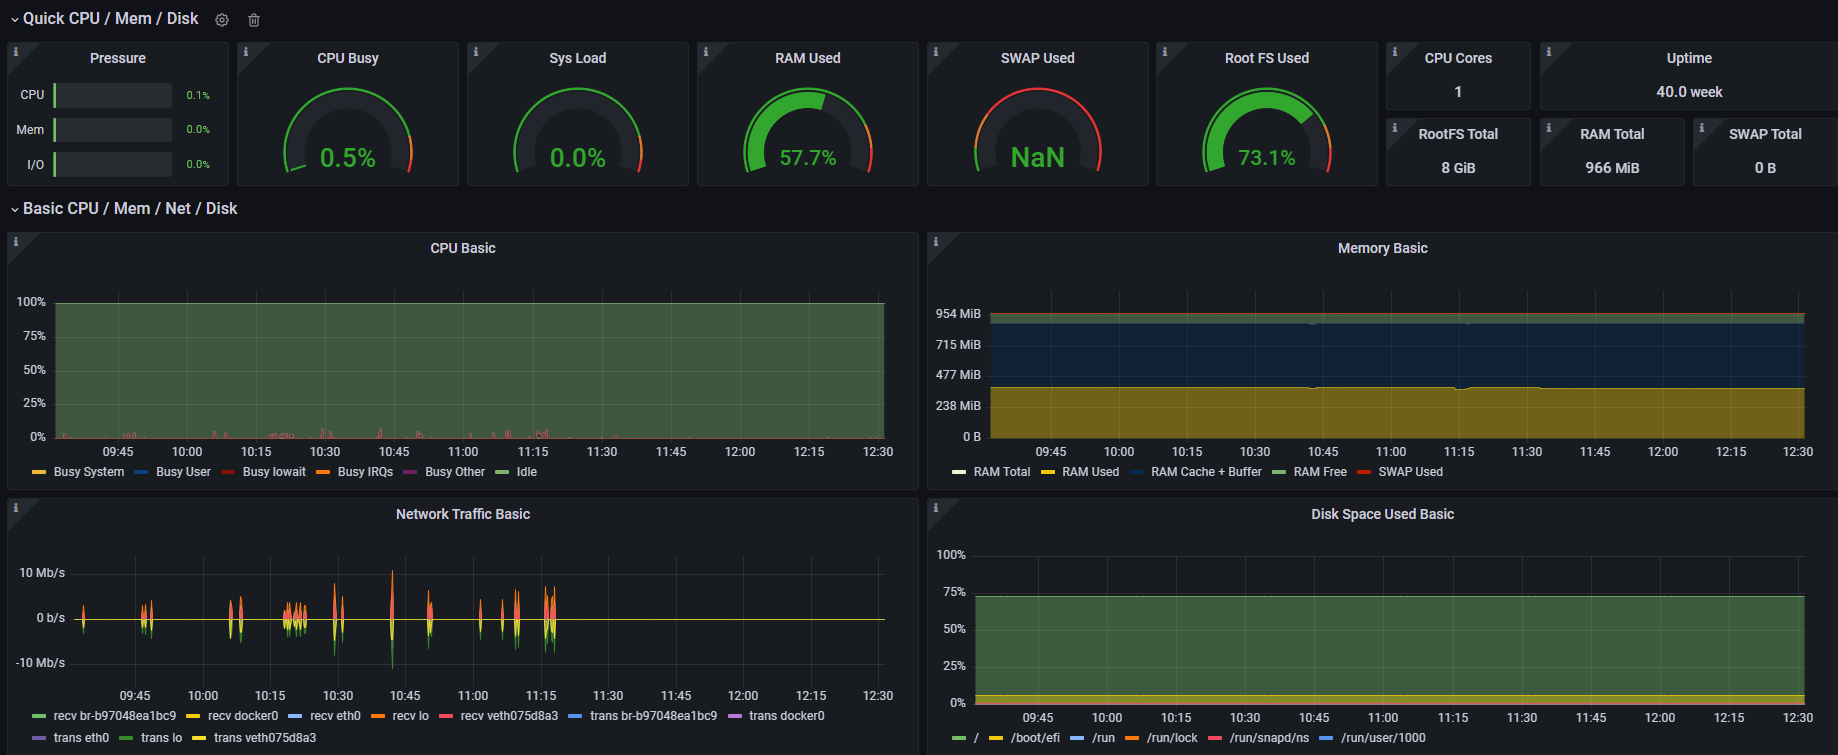 Quick CPU / Mem / Disk
Pressure
CPU 0.1%
Mem 0.0%
I/O 0.0%
CPU Busy
0.5%
Sys Load
0.0%
RAM Used
57.7%
SWAP Used
NaN
Root FS Used
73.1%
CPU Cores
1
Uptime
40.0 week
RootFS Total
8 GiB
RAM Total
966 MiB
SWAP Total
0 B
Basic CPU / Mem / Net / Disk
CPU Basic
100%
75%
50%
25%
0%
09:45 10:00 10:15 10:30 10:45 11:00 11:15 11:30 11:45 12:00 12:15 12:30
Busy System Busy User Busy Iowait Busy IRQs Busy Other Idle
Memory Basic
954 MiB
715 MiB
477 MiB
238 MiB
0 B
09:45 10:00 10:15 10:30 10:45 11:00 11:15 11:30 11:45 12:00 12:15 12:30
RAM Total RAM Used RAM Cache + Buffer RAM Free SWAP Used
Network Traffic Basic
10 Mb/s
0 b/s
-10 Mb/s
09:45 10:00 10:15 10:30 10:45 11:00 11:15 11:30 11:45 12:00 12:15 12:30
recv br-b97048ea1bc9 recv docker0 recv eth0 recv lo recv veth075d8a3 trans br-b97048ea1bc9 trans docker0
trans eth0 trans lo trans veth075d8a3
Disk Space Used Basic
100%
75%
50%
25%
0%
09:45 10:00 10:15 10:30 10:45 11:00 11:15 11:30 11:45 12:00 12:15 12:30
/ /boot/efi /run /run/lock /run/snapd/ns /run/user/1000